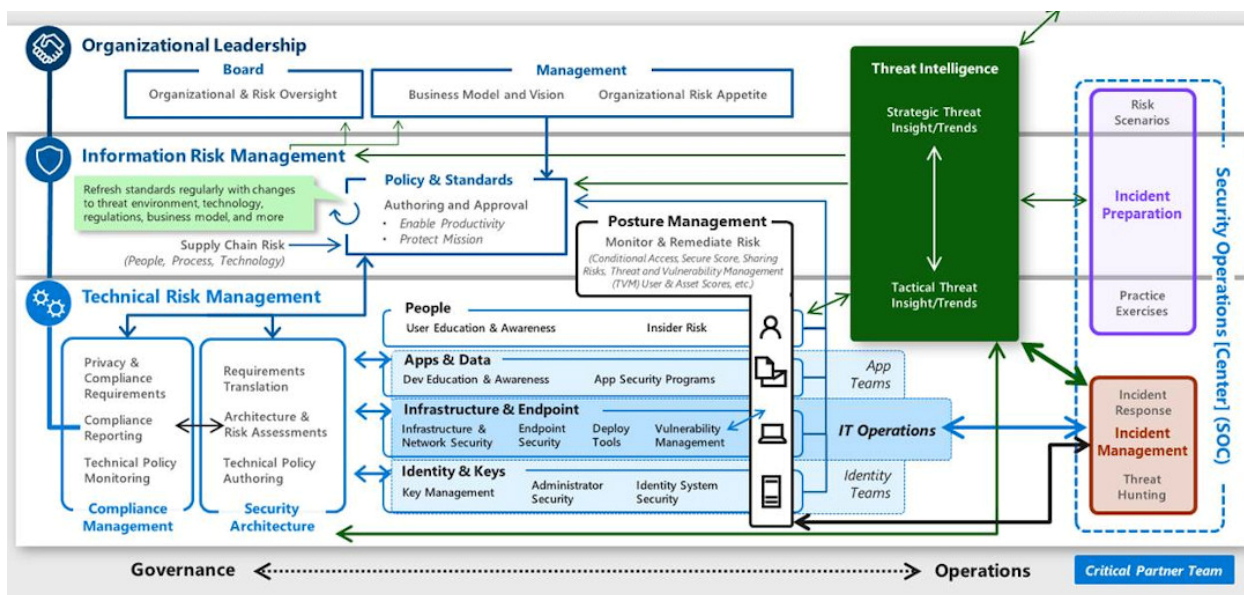 Organizational Leadership
Board
Organizational & Risk Oversight
Management
Business Model and Vision
Organizational Risk Appetite
Threat Intelligence
Strategic Threat
Insight/Trends
Tactical Threat
Insight/Trends
Risk
Scenarios
Incident
Preparation
Practice
Exercises
Security Operations [Center] (SOC)
Information Risk Management
Refresh standards regularly with changes
to threat environment, technology,
regulations, business model, and more
Policy & Standards
Authoring and Approval
• Enable Productivity
• Protect Mission
Supply Chain Risk
(People, Process, Technology)
Posture Management
Monitor & Remediate Risk
(Conditional Access, Secure Score, Sharing
Risks, Threat and Vulnerability Management
(TVM) User & Asset Scores, etc.)
Technical Risk Management
Privacy &
Compliance
Requirements
Compliance
Reporting
Technical Policy
Monitoring
Compliance
Management
Requirements
Translation
Architecture &
Risk Assessments
Technical Policy
Authoring
Security
Architecture
People
User Education & Awareness
Insider Risk
Apps & Data
Dev Education & Awareness
App Security Programs
App
Teams
Infrastructure & Endpoint
Infrastructure &
Network Security
Endpoint
Security
Deploy
Tools
Vulnerability
Management
IT Operations
Identity & Keys
Key Management
Administrator
Security
Identity System
Security
Identity
Teams
Incident
Response
Incident
Management
Threat
Hunting
Governance
Operations
Critical Partner Team